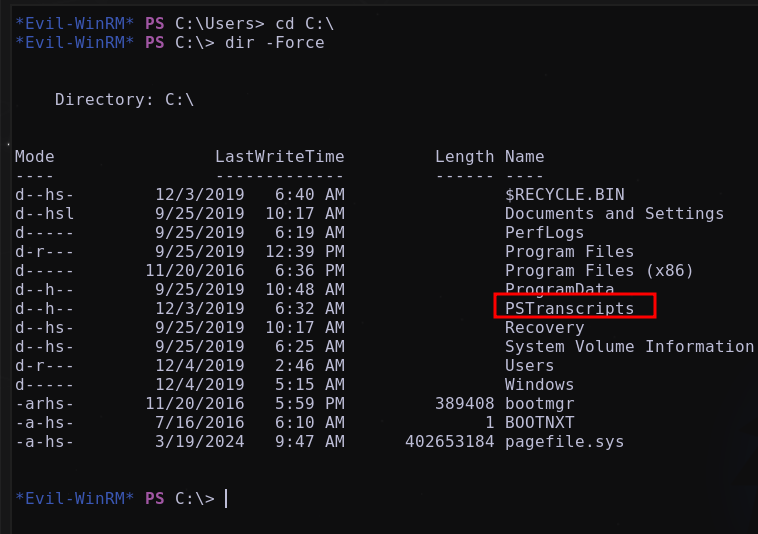 *Evil-WinRM* PS C:\Users> cd C:\
*Evil-WinRM* PS C:\> dir -Force
Directory: C:\
Mode LastWriteTime Length Name
---- ------------- ------ ----
d--hs- 12/3/2019 6:40 AM $RECYCLE.BIN
d--hsl 9/25/2019 10:17 AM Documents and Settings
d----- 9/25/2019 6:19 AM PerfLogs
d-r--- 9/25/2019 12:39 PM Program Files
d----- 11/20/2016 6:36 PM Program Files (x86)
d--h-- 9/25/2019 10:48 AM ProgramData
d--h-- 12/3/2019 6:32 AM PSTranscripts
d--hs- 9/25/2019 10:17 AM Recovery
d--hs- 9/25/2019 6:25 AM System Volume Information
d-r--- 12/4/2019 2:46 AM Users
d----- 12/4/2019 5:15 AM Windows
-arhs- 11/20/2016 5:59 PM 389408 bootmgr
-a-hs- 7/16/2016 6:10 AM 1 BOOTNXT
-a-hs- 3/19/2024 9:47 AM 402653184 pagefile.sys
*Evil-WinRM* PS C:\>